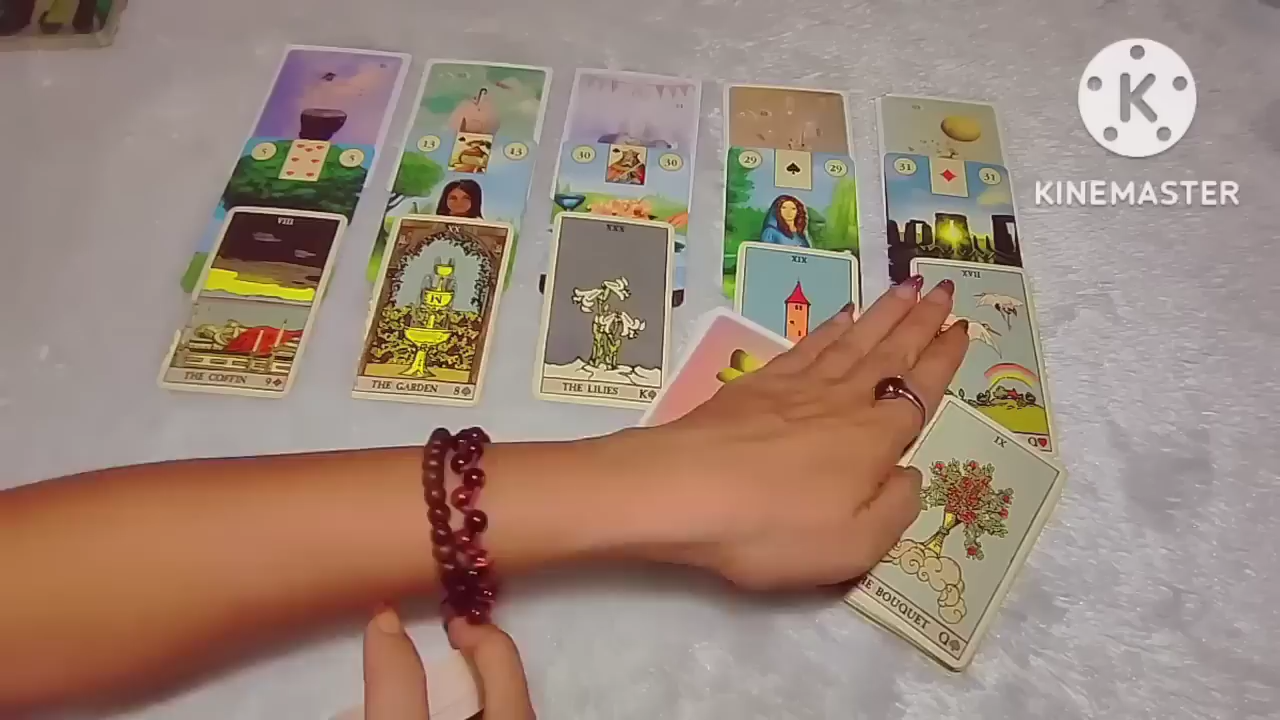 K
KINEMASTER
5 5
13 13
30 30
29 29
31 31
VIII
XX
XXX
XIX
XVII
N
THE COFFIN 9
THE GARDEN 8
THE LILIES K
Q
IX
HE BOUQUET Q